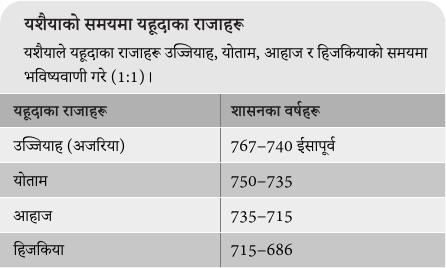 यशैयाको समयमा यहूदाका राजाहरू
यशैयाले यहूदाका राजाहरू उज्जियाह, योताम, आहाज र हिजकियाको समयमा
भविष्यवाणी गरे (1:1)।
यहूदाका राजाहरू शासनका वर्षहरू
उज्जियाह (अजरिया) 767–740 ईसापूर्व
योताम 750–735
आहाज 735–715
हिजकिया 715–686